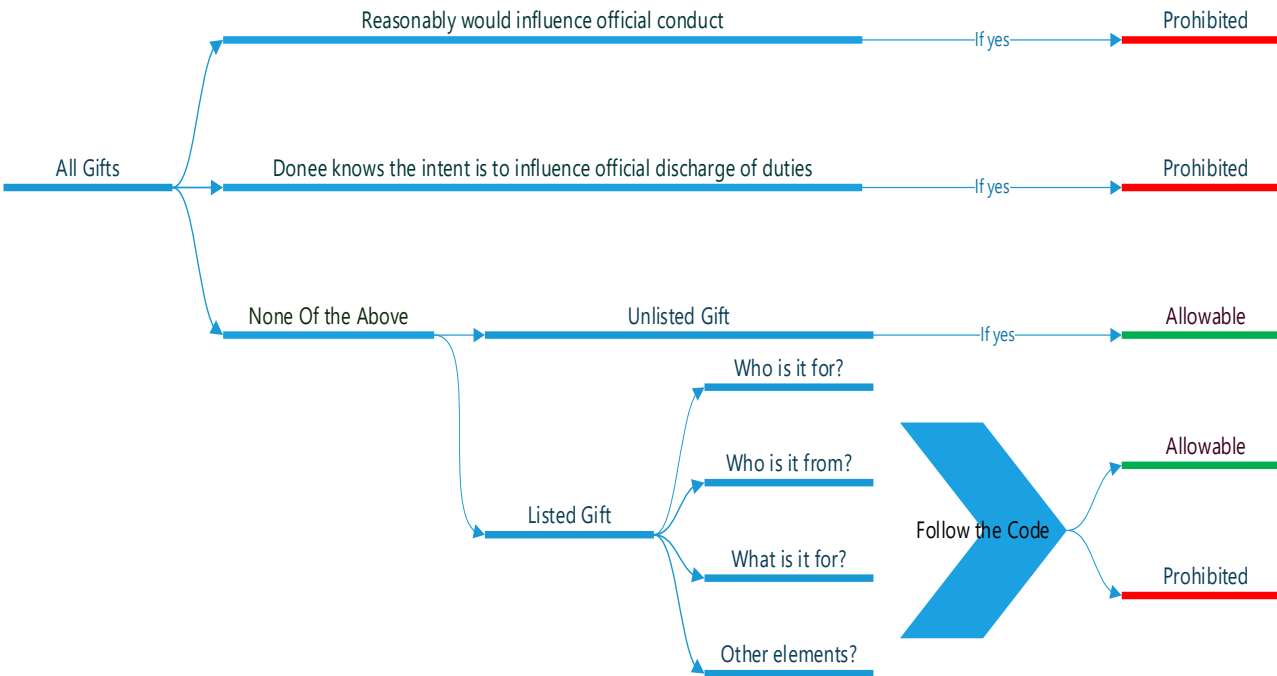 Reasonably would influence official conduct
If yes
Prohibited
All Gifts
Donee knows the intent is to influence official discharge of duties
If yes
Prohibited
None Of the Above
Unlisted Gift
If yes
Allowable
Who is it for?
Who is it from?
Listed Gift
What is it for?
Other elements?
Follow the Code
Allowable
Prohibited